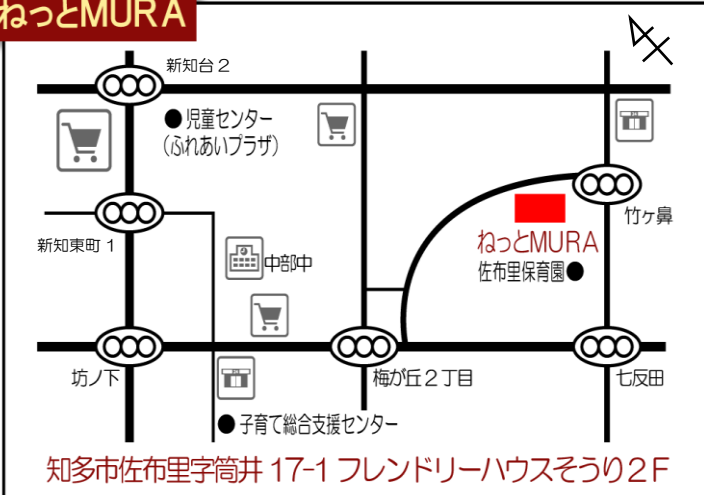 ねっとMURA
新知台2
●児童センター
(ふれあいプラザ)
竹ヶ鼻
新知東町1
ねっとMURA
中部中
佐布里保育園●
坊ノ下
梅が丘2丁目
七反田
●子育て総合支援センター
知多市佐布里字筒井17-1フレンドリーハウスそうり2F